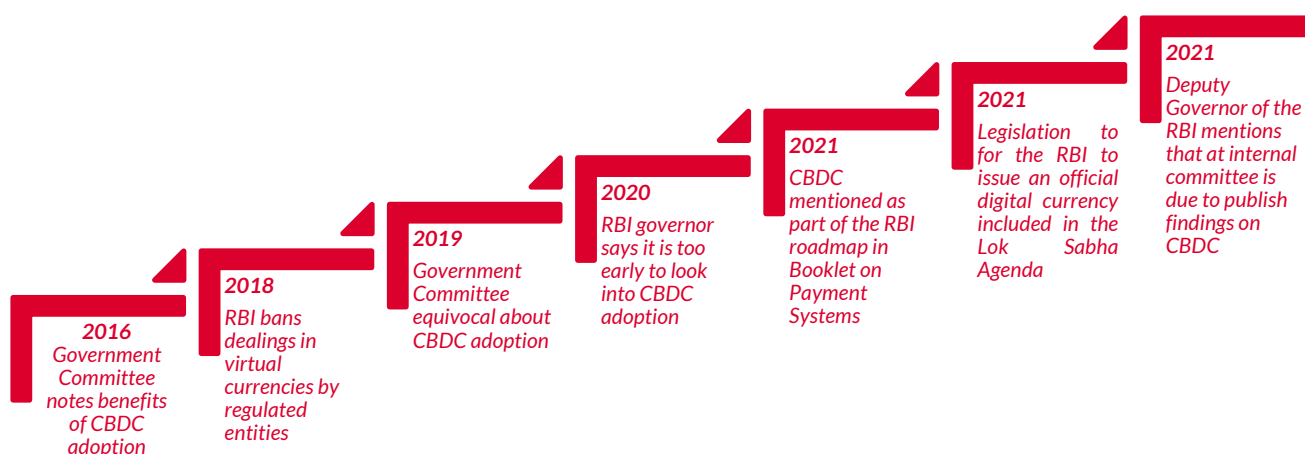 2016
Government
Committee
notes benefits
of CBDC
adoption
2018
RBI bans
dealings in
virtual
currencies by
regulated
entities
2019
Government
Committee
equivocal about
CBDC adoption
2020
RBI governor
says it is too
early to look
into CBDC
adoption
2021
CBDC
mentioned as
part of the RBI
roadmap in
Booklet on
Payment
Systems
2021
Legislation to
for the RBI to
issue an official
digital currency
included in the
Lok Sabha
Agenda
2021
Deputy
Governor of the
RBI mentions
that at internal
committee is
due to publish
findings on
CBDC